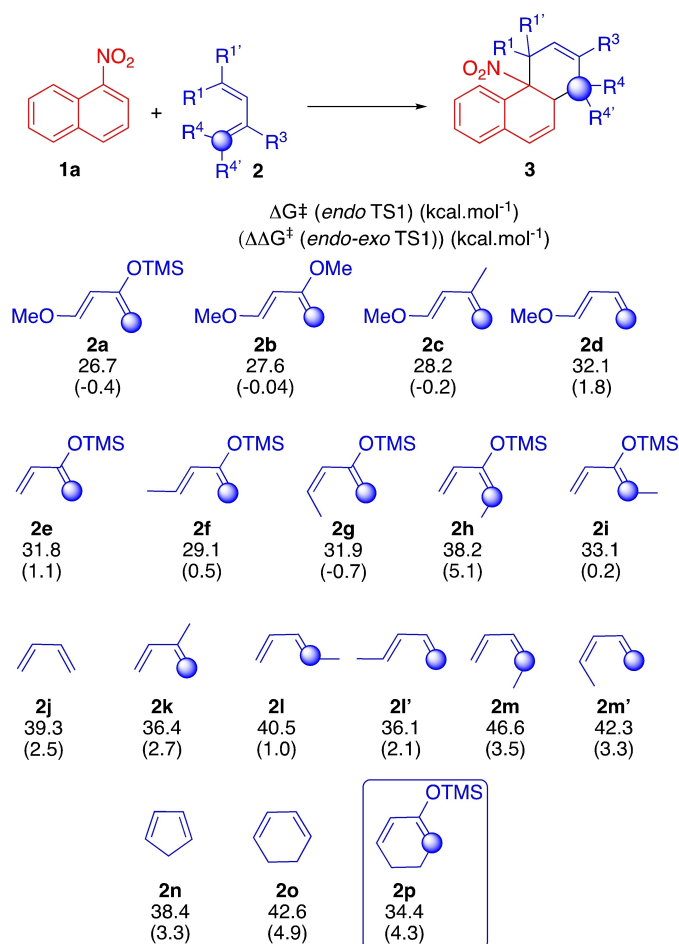 NO₂
1a
+
R¹'
R¹
R⁴
R³
R⁴'
2
R¹'
R¹
R³
O₂N
R⁴
R⁴'
3
ΔG‡ (endo TS1) (kcal.mol⁻¹)
(ΔΔG‡ (endo-exo TS1)) (kcal.mol⁻¹)
OTMS
MeO
2a
26.7
(-0.4)
OMe
MeO
2b
27.6
(-0.04)
MeO
2c
28.2
(-0.2)
MeO
2d
32.1
(1.8)
OTMS
2e
31.8
(1.1)
OTMS
2f
29.1
(0.5)
OTMS
2g
31.9
(-0.7)
OTMS
2h
38.2
(5.1)
OTMS
2i
33.1
(0.2)
2j
39.3
(2.5)
2k
36.4
(2.7)
2l
40.5
(1.0)
2l'
36.1
(2.1)
2m
46.6
(3.5)
2m'
42.3
(3.3)
2n
38.4
(3.3)
2o
42.6
(4.9)
OTMS
2p
34.4
(4.3)